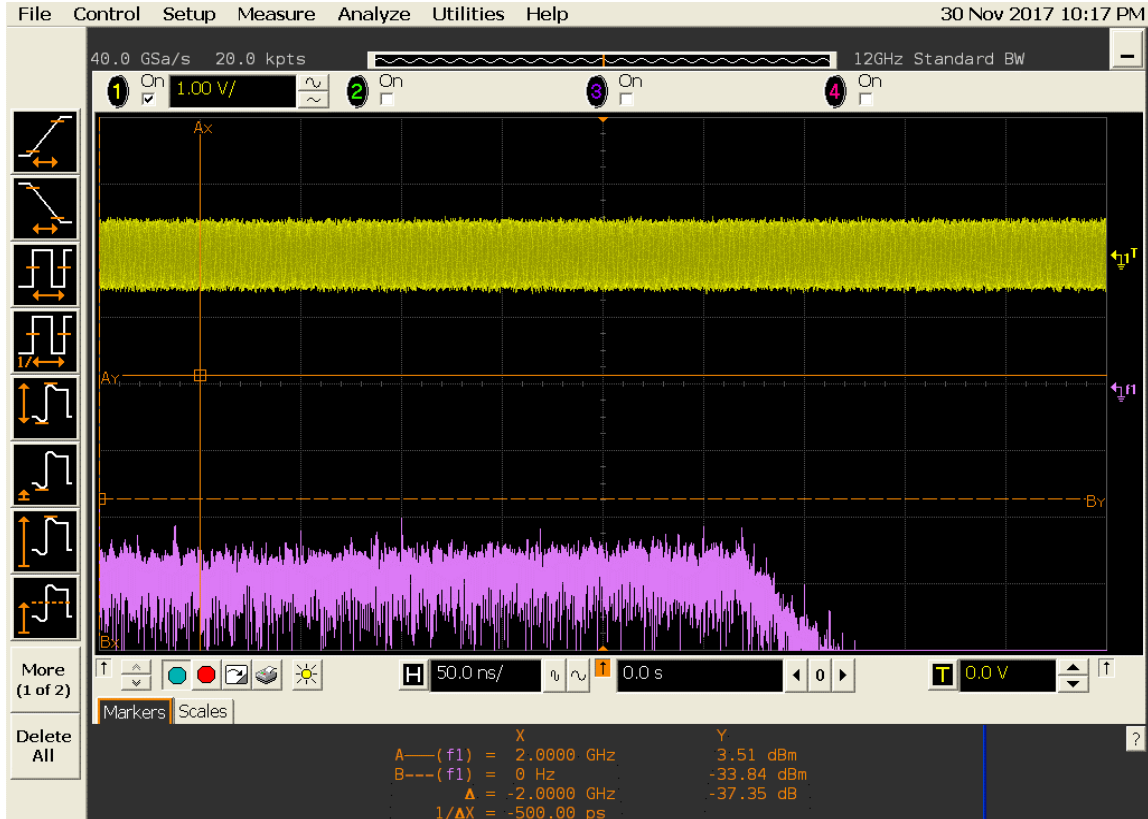 File Control Setup Measure Analyze Utilities Help 30 Nov 2017 10:17 PM
40.0 GSa/s 20.0 kpts 12GHz Standard BW
1 On 1.00 V/ 2 On 3 On 4 On
Ax
1T
1/
Ay
f1
By
Bx
More
(1 of 2)
H 50.0 ns/ 0.0 s 0 T 0.0 V
Markers Scales
Delete
All
?
X Y
A——(f1) = 2.0000 GHz 3.51 dBm
B---(f1) = 0 Hz -33.84 dBm
Δ = -2.0000 GHz -37.35 dB
1/ΔX = -500.00 ps